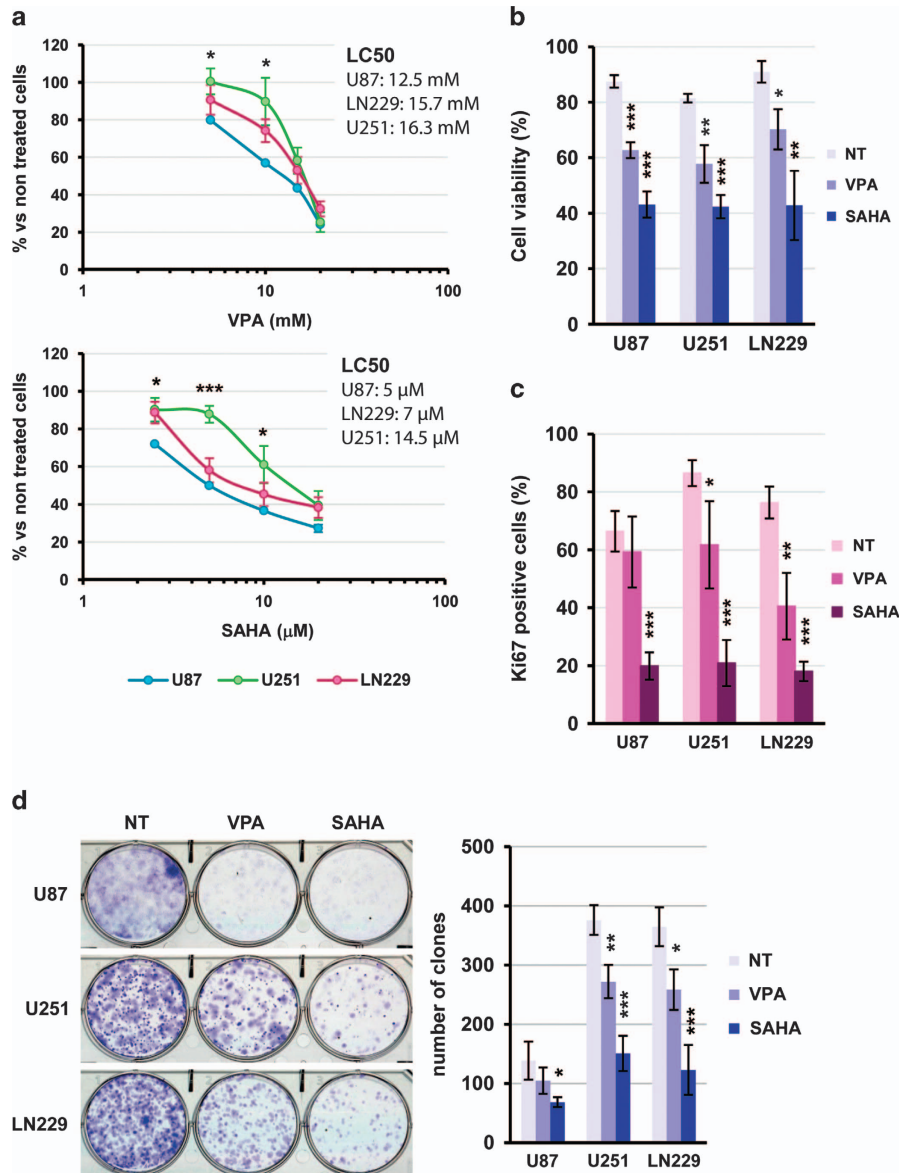 a
% vs non treated cells
120
100
80
60
40
20
0
*
*
LC50
U87: 12.5 mM
LN229: 15.7 mM
U251: 16.3 mM
1
10
100
VPA (mM)
% vs non treated cells
120
100
80
60
40
20
0
*
***
*
LC50
U87: 5 µM
LN229: 7 µM
U251: 14.5 µM
1
10
100
SAHA (µM)
U87
U251
LN229
b
Cell viability (%)
100
80
60
40
20
0
***
***
**
***
*
**
U87
U251
LN229
NT
VPA
SAHA
c
Ki67 positive cells (%)
100
80
60
40
20
0
***
*
***
**
***
U87
U251
LN229
NT
VPA
SAHA
d
NT
VPA
SAHA
U87
U251
LN229
number of clones
500
400
300
200
100
0
*
**
***
*
***
U87
U251
LN229
NT
VPA
SAHA